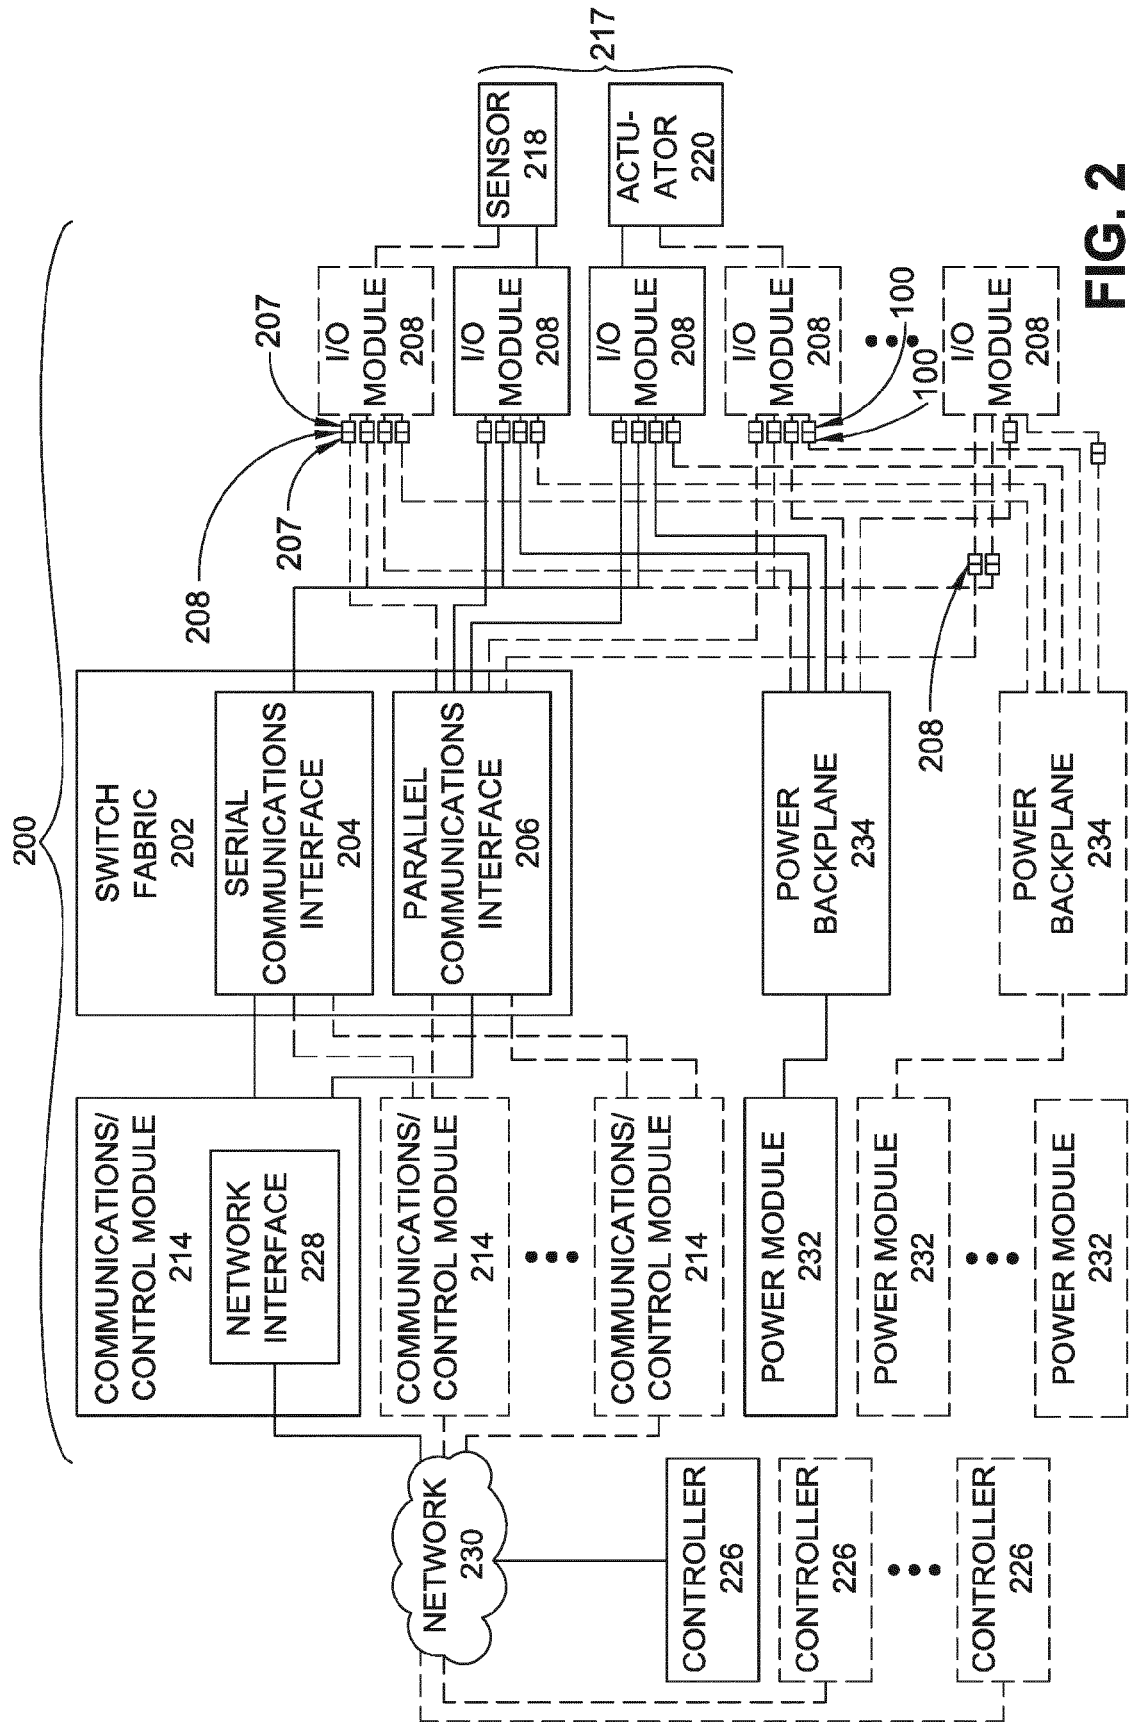 200
SWITCH
FABRIC
202
SERIAL
COMMUNICATIONS
INTERFACE
204
PARALLEL
COMMUNICATIONS
INTERFACE
206
COMMUNICATIONS/
CONTROL MODULE
214
NETWORK
INTERFACE
228
COMMUNICATIONS/
CONTROL MODULE
214
COMMUNICATIONS/
CONTROL MODULE
214
NETWORK
230
CONTROLLER
226
CONTROLLER
226
CONTROLLER
226
POWER MODULE
232
POWER MODULE
232
POWER MODULE
232
POWER
BACKPLANE
234
POWER
BACKPLANE
234
208
207
207
208
100
100
I/O
MODULE
208
I/O
MODULE
208
I/O
MODULE
208
I/O
MODULE
208
I/O
MODULE
208
SENSOR
218
ACTU-
ATOR
220
217
FIG. 2